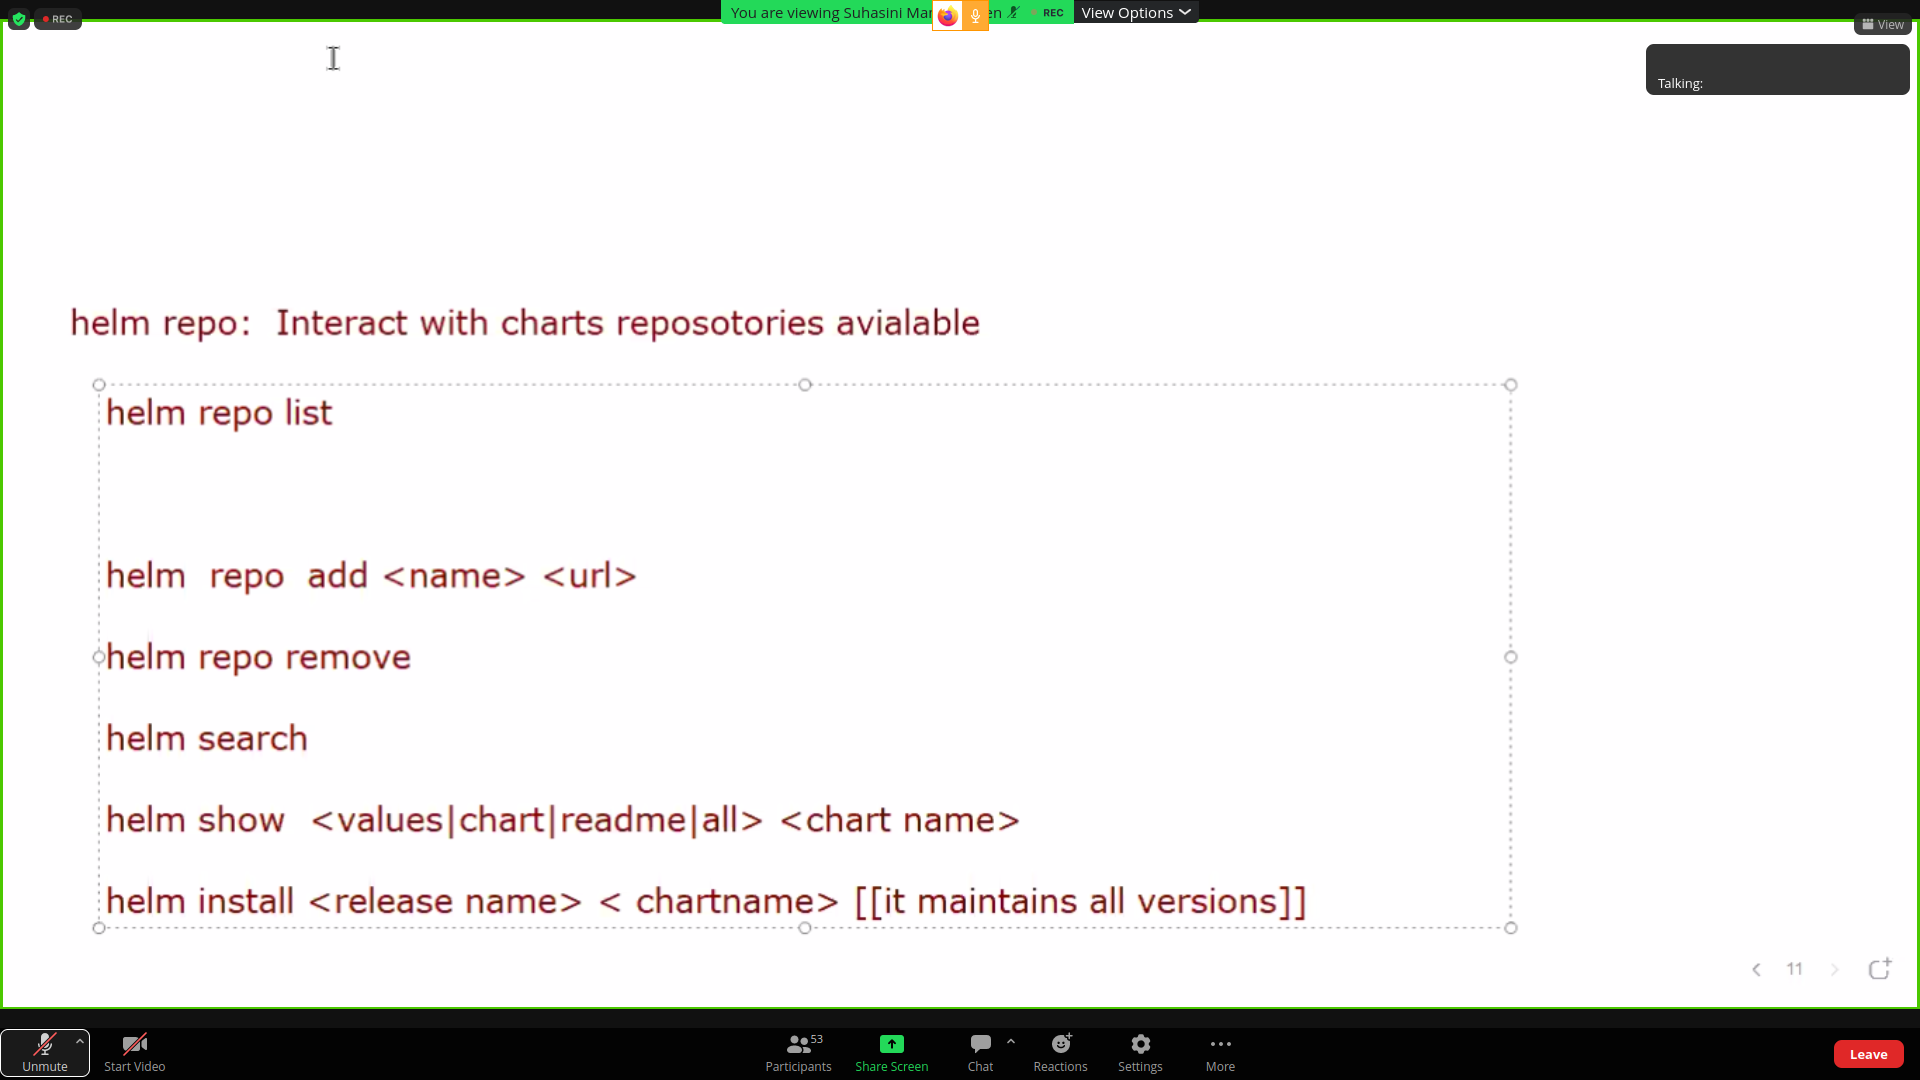 REC
You are viewing Suhasini Mar en REC View Options
View
Talking:
helm repo: Interact with charts reposotories avialable
helm repo list
helm repo add <name> <url>
helm repo remove
helm search
helm show <values|chart|readme|all> <chart name>
helm install <release name> < chartname> [[it maintains all versions]]
11
Unmute
Start Video
Participants 53
Share Screen
Chat
Reactions
Settings
More
Leave